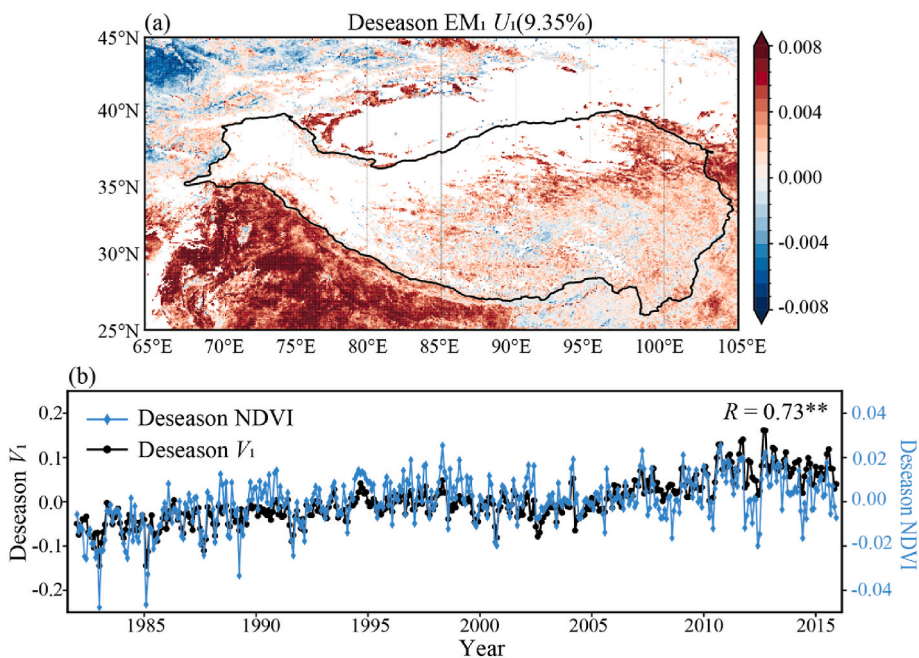 (a) Deseason EM₁ U₁(9.35%)
45°N
40°N
35°N
30°N
25°N
65°E 70°E 75°E 80°E 85°E 90°E 95°E 100°E 105°E
0.008
0.004
0.000
-0.004
-0.008
(b)
Deseason NDVI
Deseason V₁
R = 0.73**
Deseason V₁
0.2
0.1
0.0
-0.1
-0.2
0.04
0.02
0.00
-0.02
-0.04
Deseason NDVI
1985 1990 1995 2000 2005 2010 2015
Year